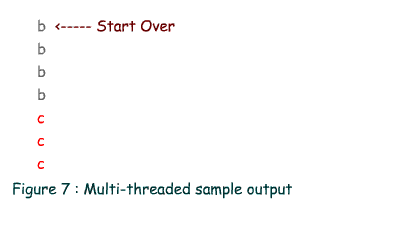 b <----- Start Over
b
b
b
c
c
c
Figure 7 : Multi-threaded sample output